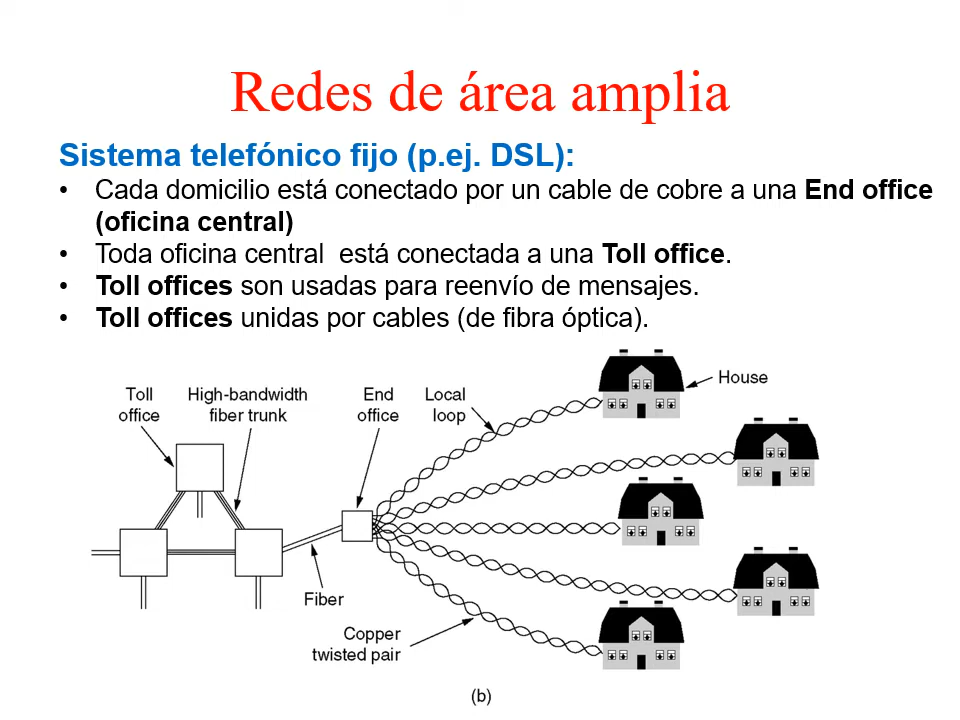 Redes de área amplia
Sistema telefónico fijo (p.ej. DSL):
• Cada domicilio está conectado por un cable de cobre a una End office
(oficina central)
• Toda oficina central está conectada a una Toll office.
• Toll offices son usadas para reenvío de mensajes.
• Toll offices unidas por cables (de fibra óptica).
Toll
office
High-bandwidth
fiber trunk
End
office
Local
loop
House
Fiber
Copper
twisted pair
(b)